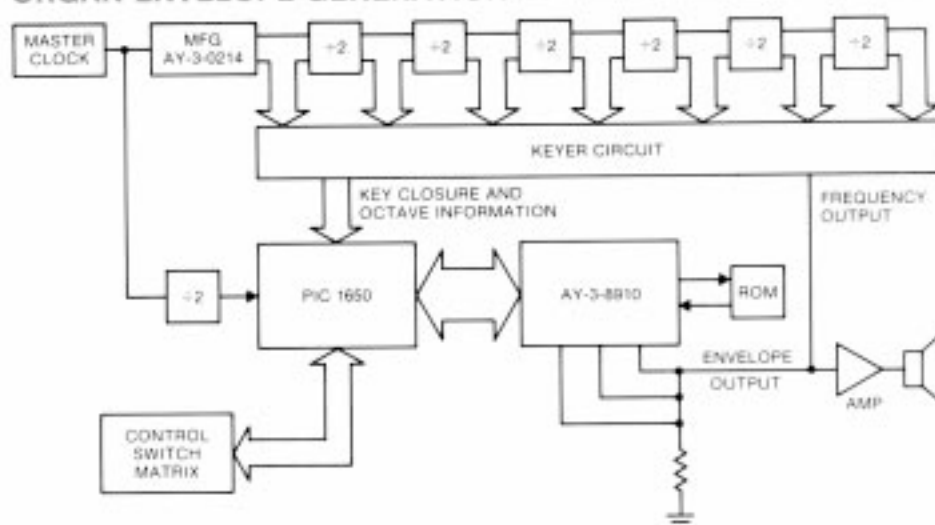 MASTER
CLOCK
MFG
AY-3-0214
÷2
÷2
÷2
÷2
÷2
÷2
KEYER CIRCUIT
KEY CLOSURE AND
OCTAVE INFORMATION
FREQUENCY
OUTPUT
÷2
PIC 1650
AY-3-8910
ROM
ENVELOPE
OUTPUT
AMP
CONTROL
SWITCH
MATRIX